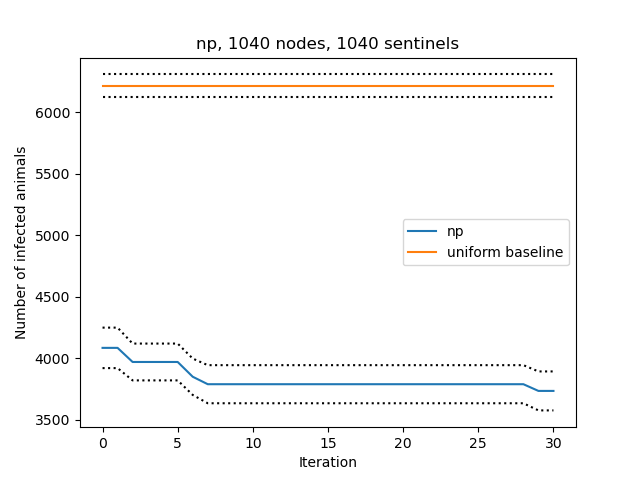 np, 1040 nodes, 1040 sentinels
Number of infected animals
6000
5500
5000
4500
4000
3500
np
uniform baseline
0 5 10 15 20 25 30
Iteration